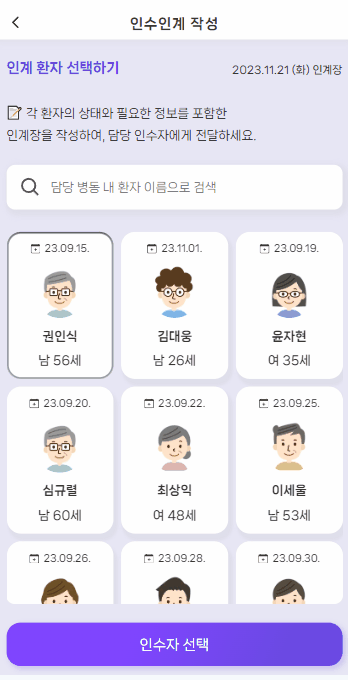 인수인계 작성
인계 환자 선택하기
2023.11.21 (화) 인계장
각 환자의 상태와 필요한 정보를 포함한
인계장을 작성하여, 담당 인수자에게 전달하세요.
담당 병동 내 환자 이름으로 검색
23.09.15. 23.11.01. 23.09.19.
권인식 김대웅 윤자현
남 56세 남 26세 여 35세
23.09.20. 23.09.22. 23.09.25.
심규렬 최상익 이세울
남 60세 여 48세 남 53세
23.09.26. 23.09.28. 23.09.30.
인수자 선택